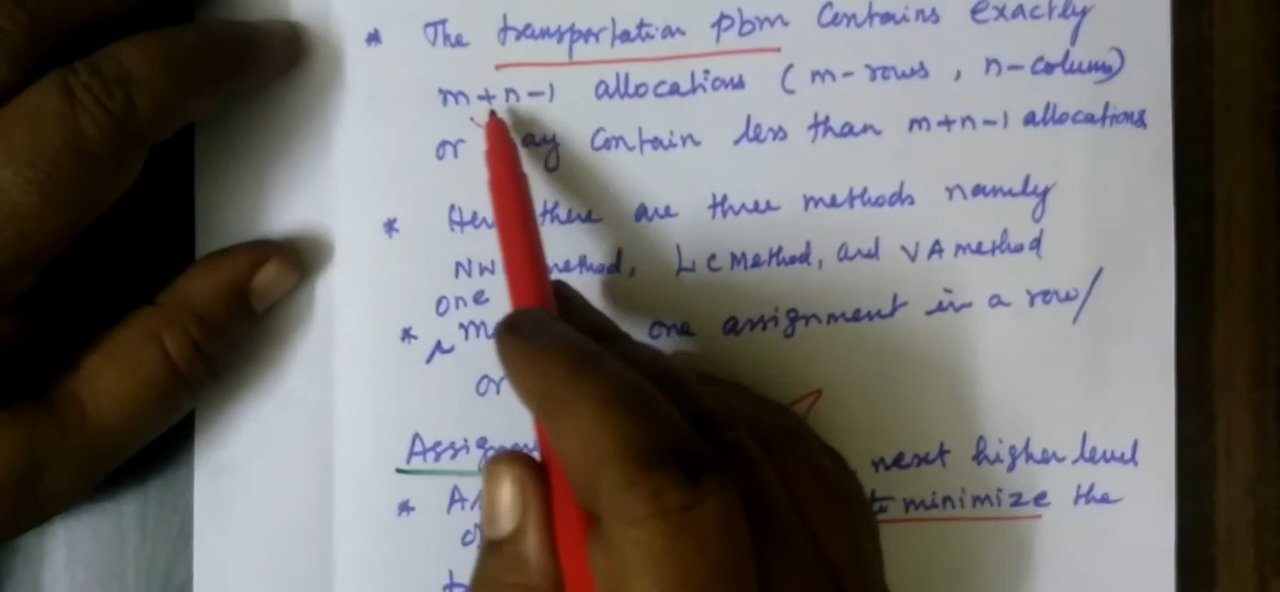 * The transportation pbm Contains exactly
m+n-1 allocations (m-rows, n-colums)
or ay Contain less than m+n-1 allocations
* there are three methods namely
NW method, LC Method, and VA method
one
* one assignment in a row/
or
next higher level
* to minimize the